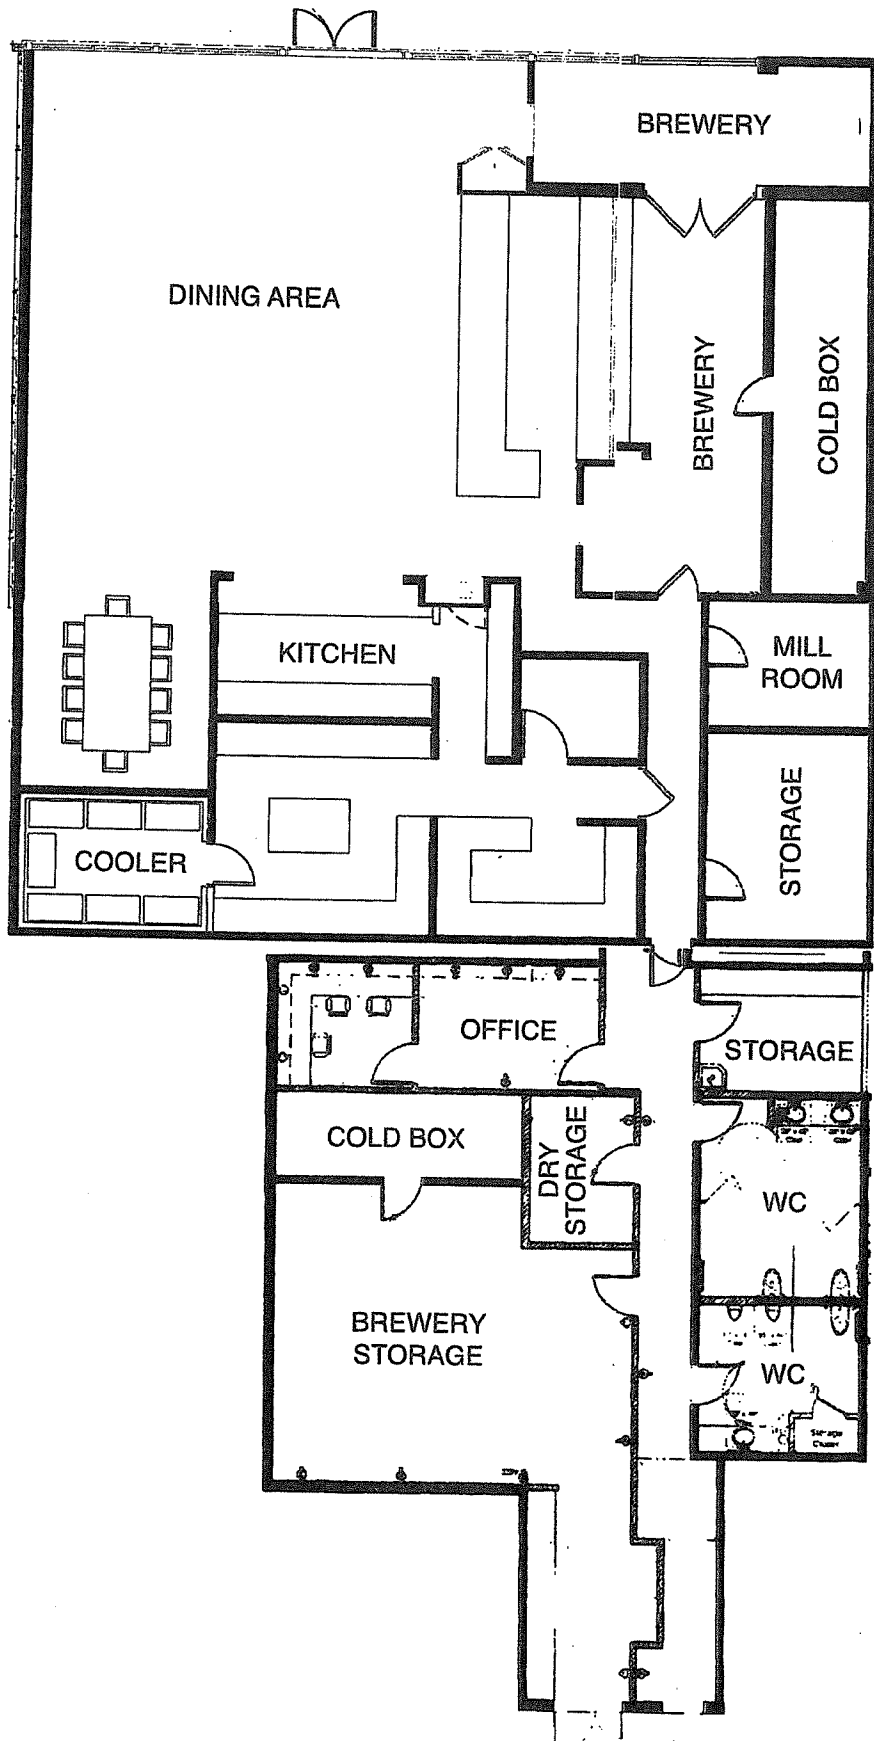 BREWERY
DINING AREA
BREWERY
COLD BOX
KITCHEN
MILL
ROOM
STORAGE
COOLER
OFFICE
STORAGE
COLD BOX
DRY
STORAGE
WC
BREWERY
STORAGE
WC
Storage